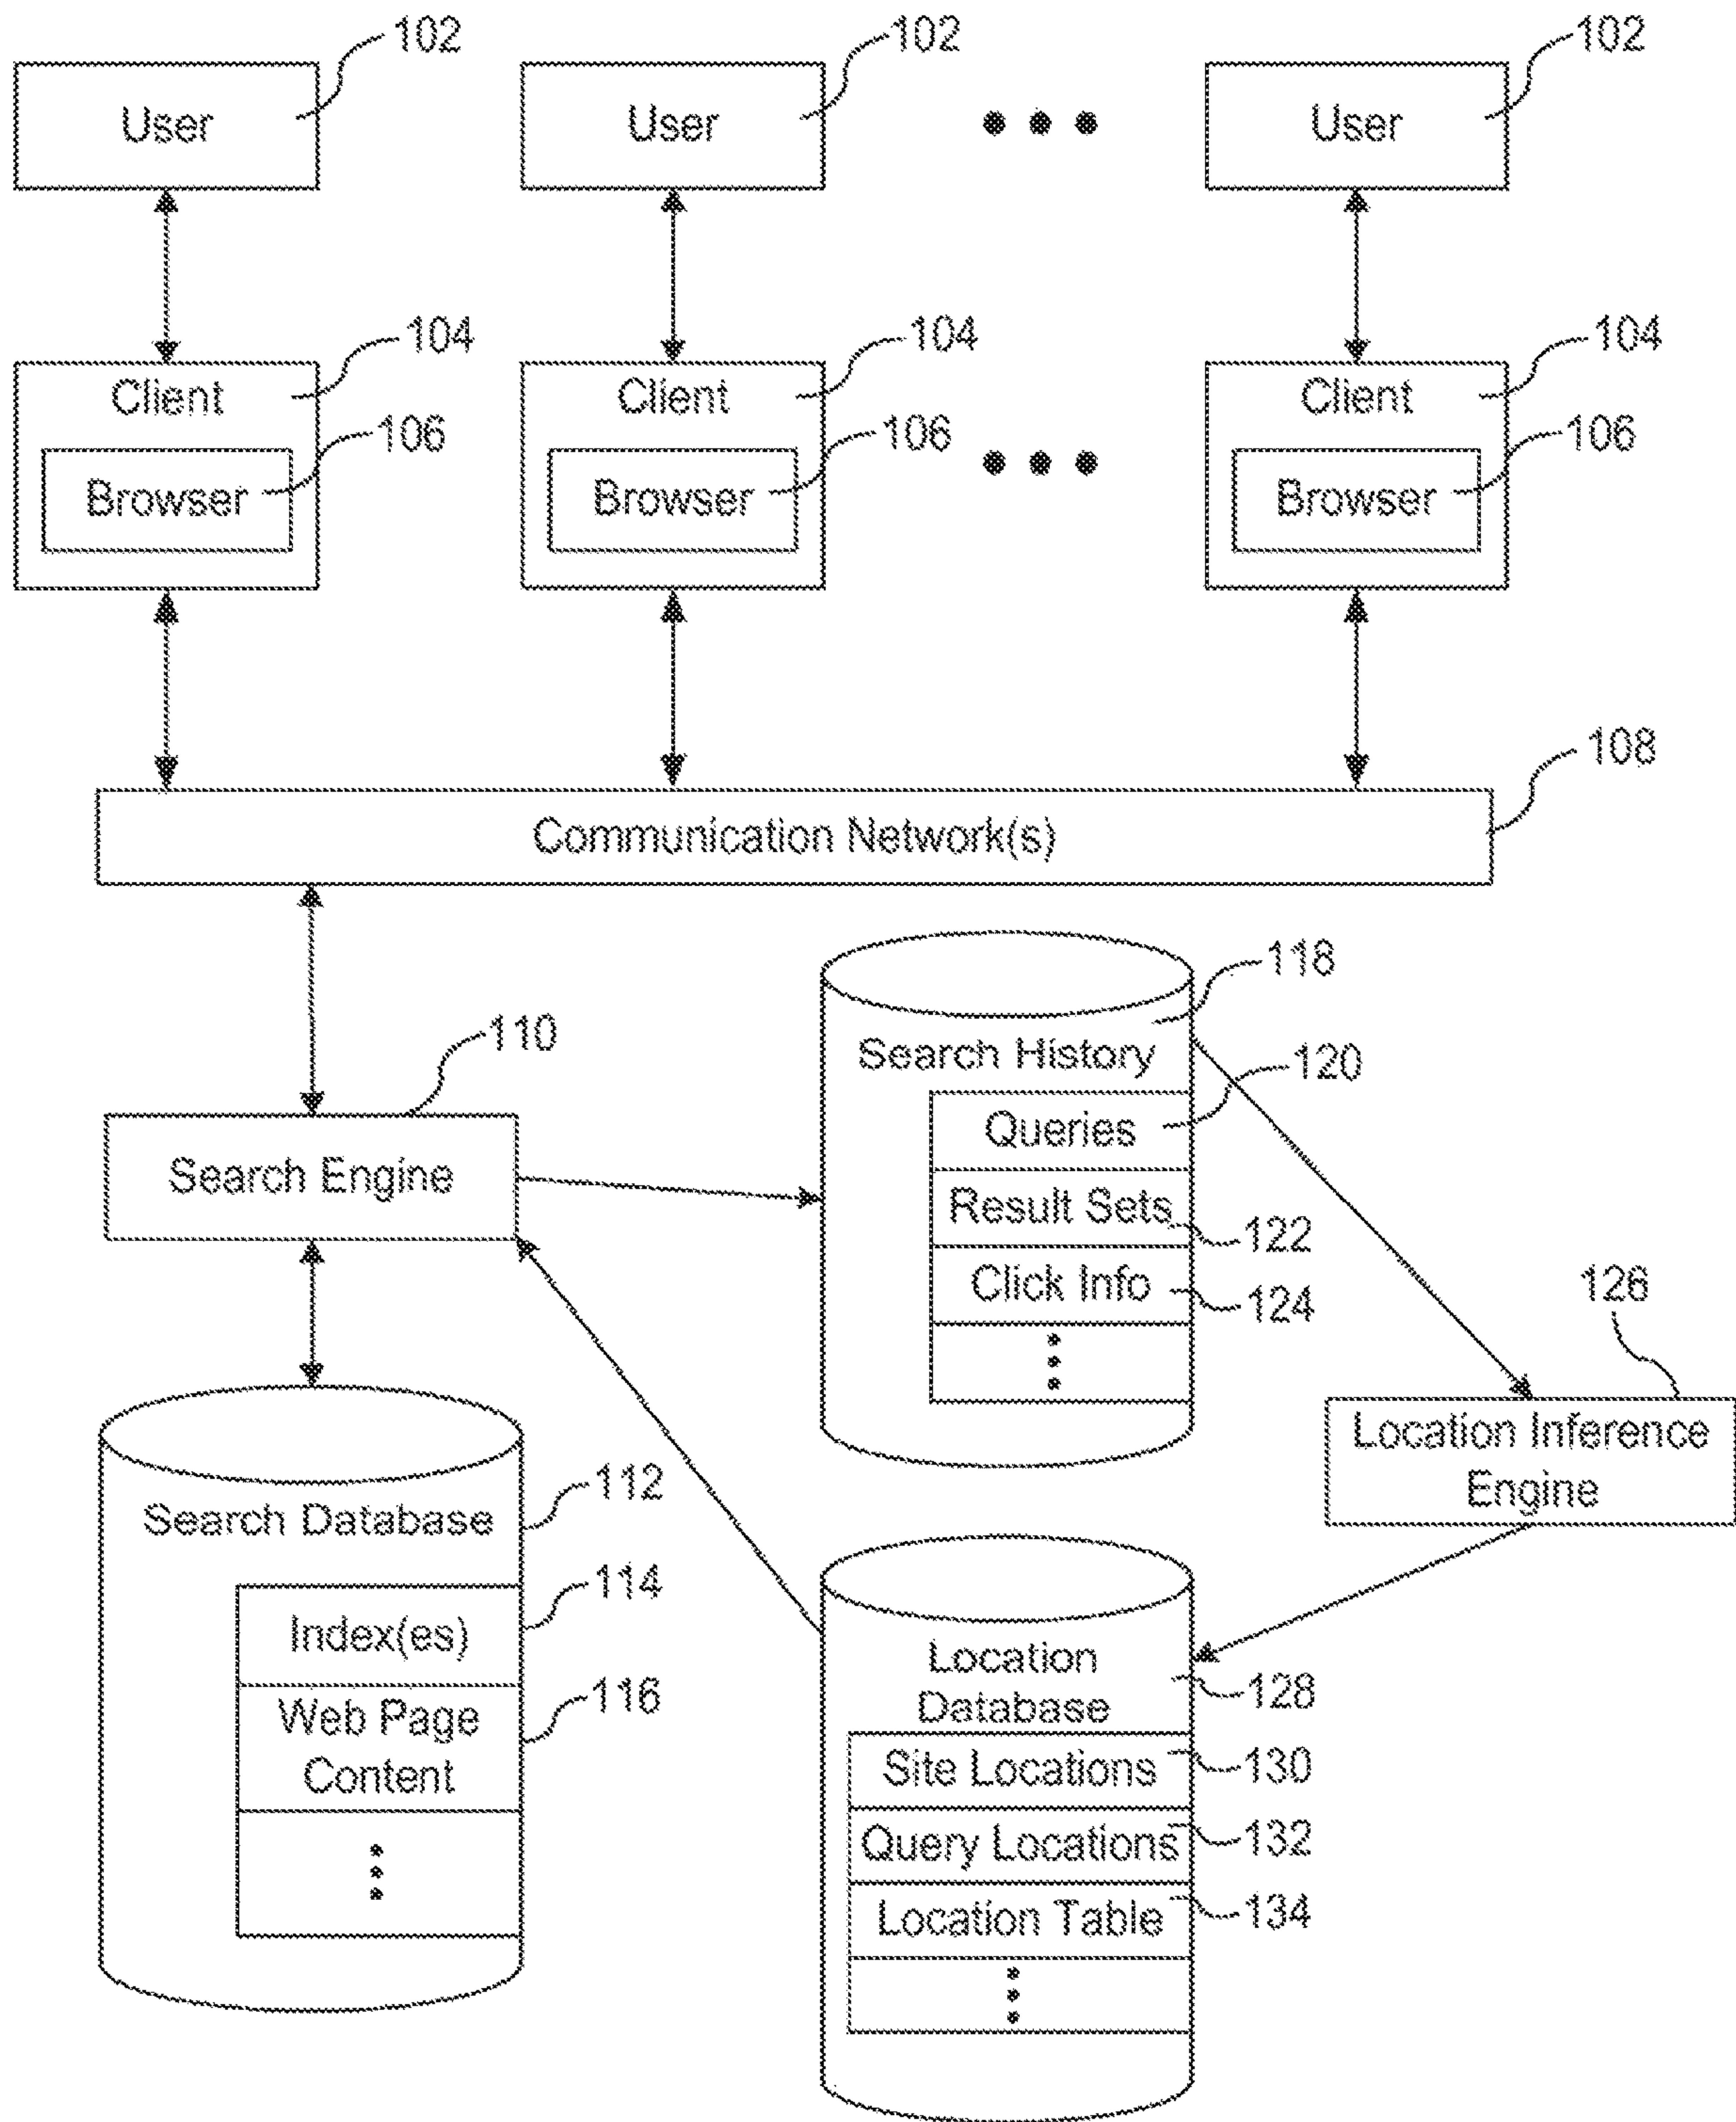 102
102
102
User
User
User
104
104
104
Client
Client
Client
106
106
106
Browser
Browser
Browser
108
Communication Network(s)
110
Search Engine
118
Search History
120
Queries
Result Sets
122
Click Info
124
126
Location Inference
Engine
Search Database
112
Index(es)
114
Web Page
Content
116
Location
Database
128
Site Locations
130
Query Locations
132
Location Table
134